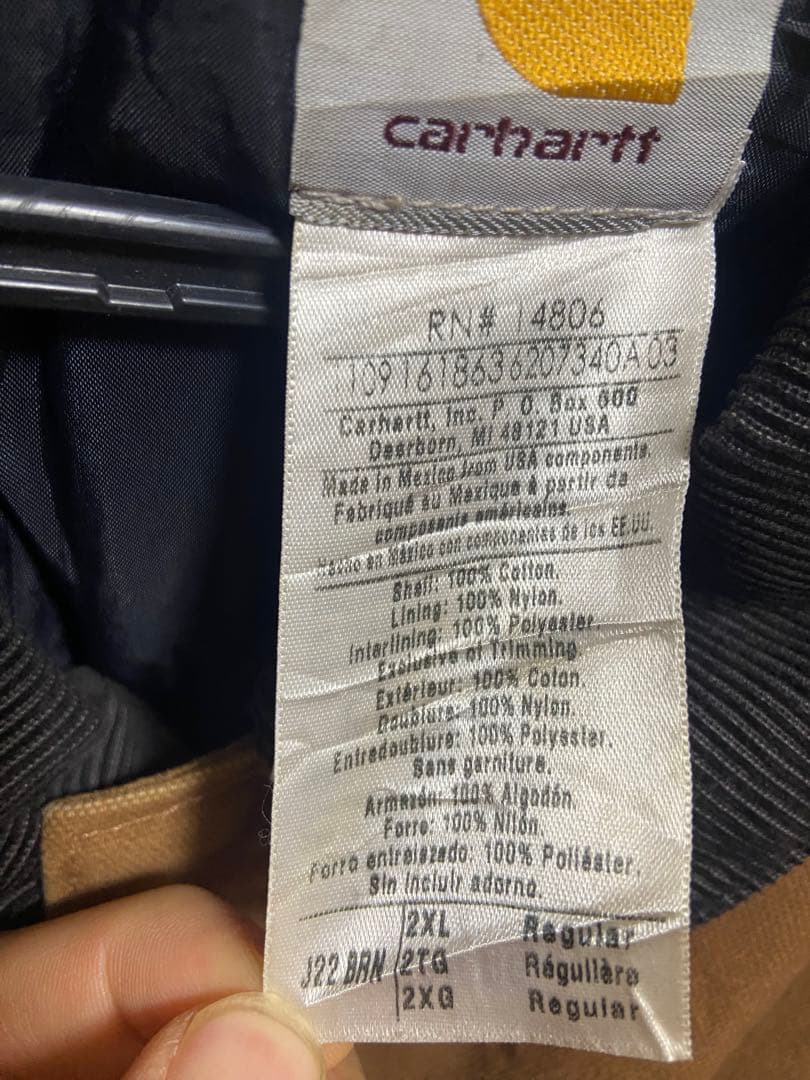 carhartt
RN# 14806
11091618636207340A 03
Carhartt, Inc. P. O. Box 600
Dearborn, MI 48121 USA
Made in Mexico from USA components.
Fabriqué au Mexique à partir de
composants américains.
Hecho en México con componentes de los EE.UU.
Shell: 100% Cotton.
Lining: 100% Nylon.
Interlining: 100% Polyester.
Exclusive of Trimming.
Extérieur: 100% Coton.
Doublure: 100% Nylon.
Entredoublure: 100% Polyester.
Sans garniture.
Armazón: 100% Algodón.
Forro: 100% Nilón.
Forro entrelazado: 100% Poliéster.
Sin incluir adorno.
2XL Regular
J22 BRN 2TG Régulière
2XG Regular